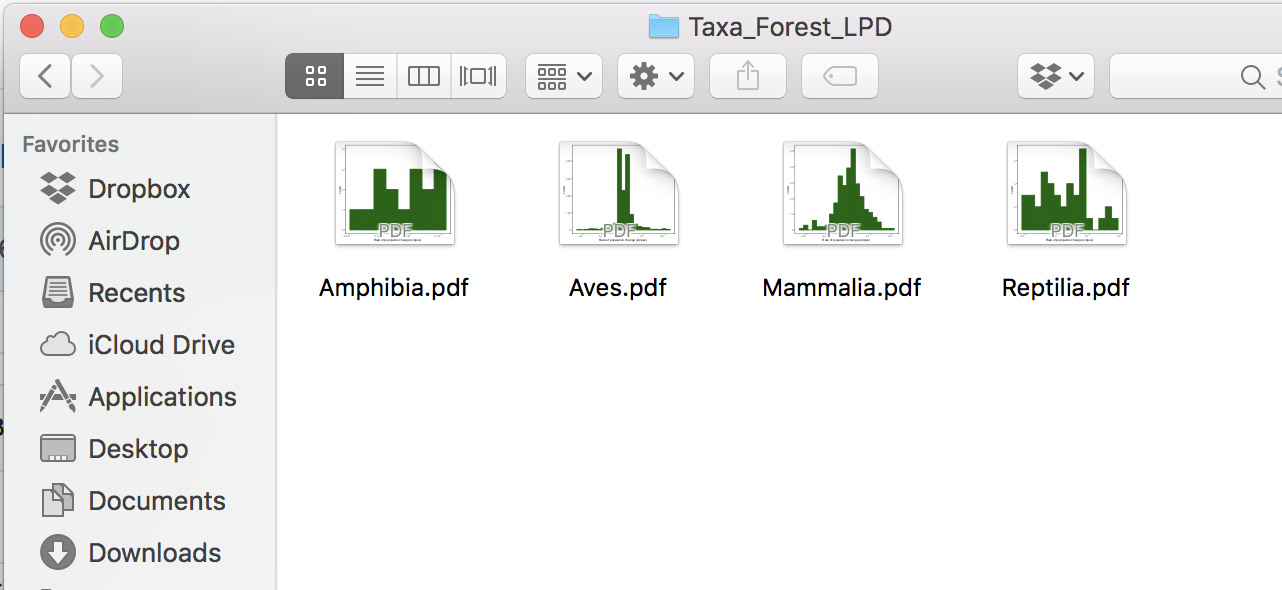 Taxa_Forest_LPD
Favorites
Dropbox
AirDrop
Recents
iCloud Drive
Applications
Desktop
Documents
Downloads
PDF
PDF
PDF
PDF
Amphibia.pdf
Aves.pdf
Mammalia.pdf
Reptilia.pdf